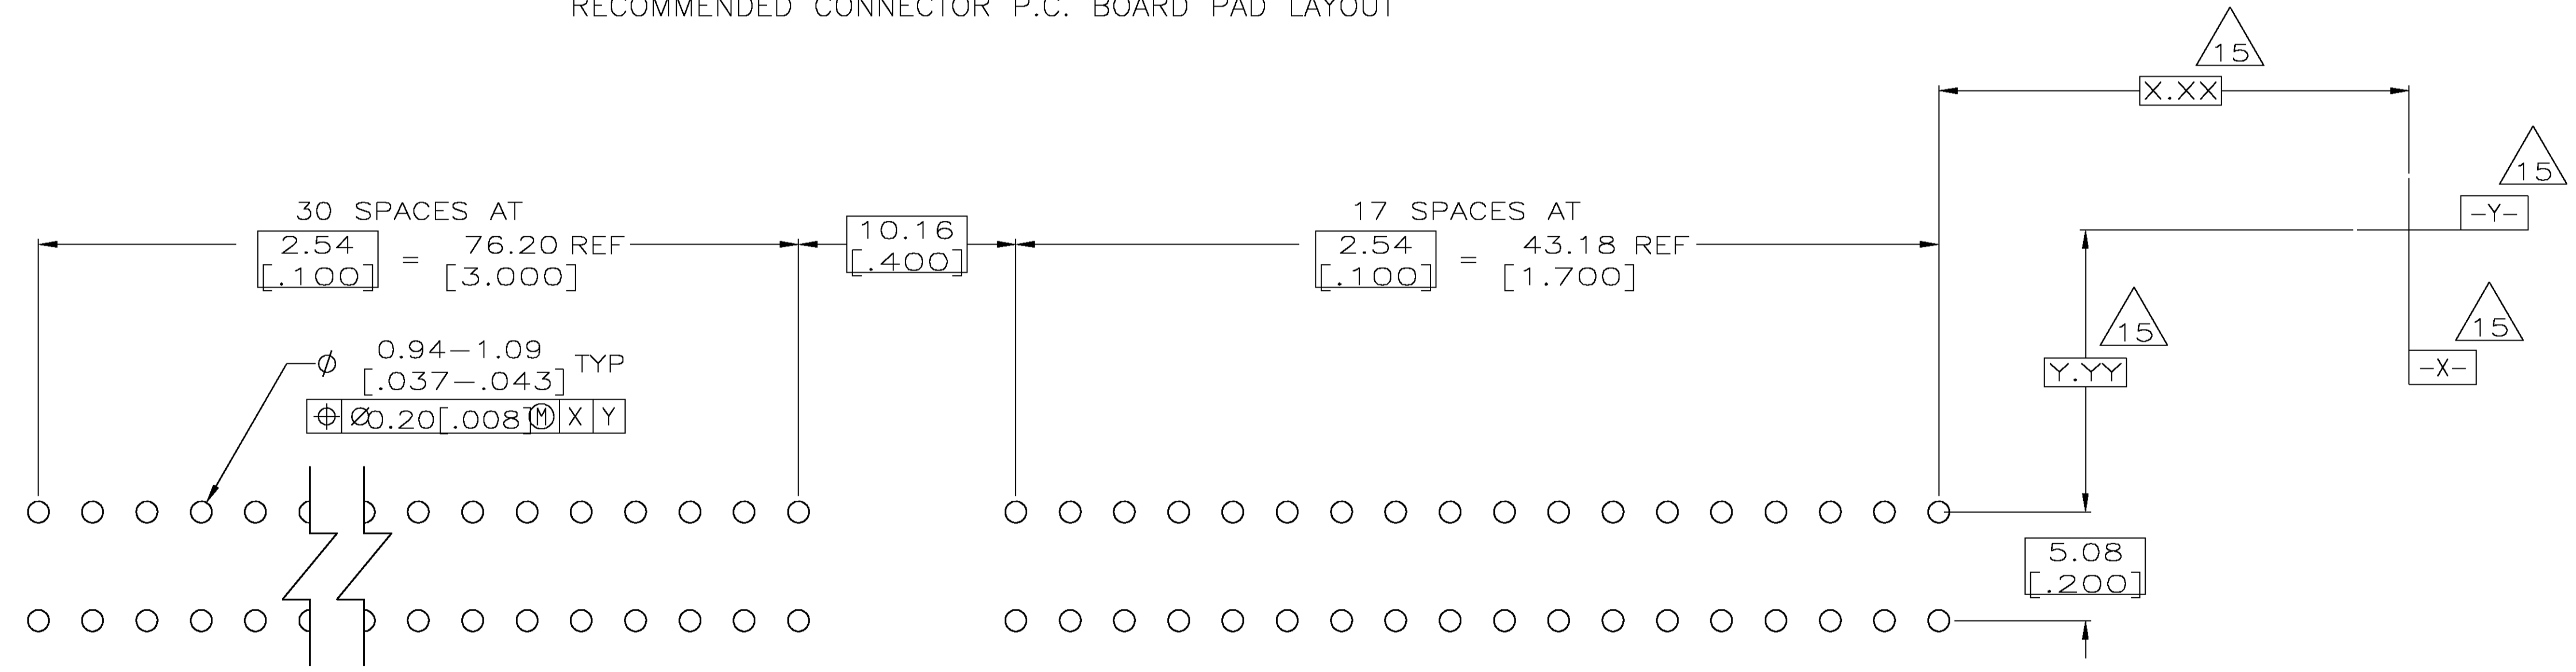 RECOMMENDED CONNECTOR P.C. BOARD PAD LAYOUT
15
X.XX
15
-Y-
30 SPACES AT
2.54 [.100] = 76.20 REF [3.000]
10.16
[.400]
17 SPACES AT
2.54 [.100] = 43.18 REF [1.700]
15
15
Y.YY
-X-
⌀ 0.94-1.09 [.037-.043] TYP
⌖ ⌀0.20[.008] Ⓜ X Y
5.08
[.200]